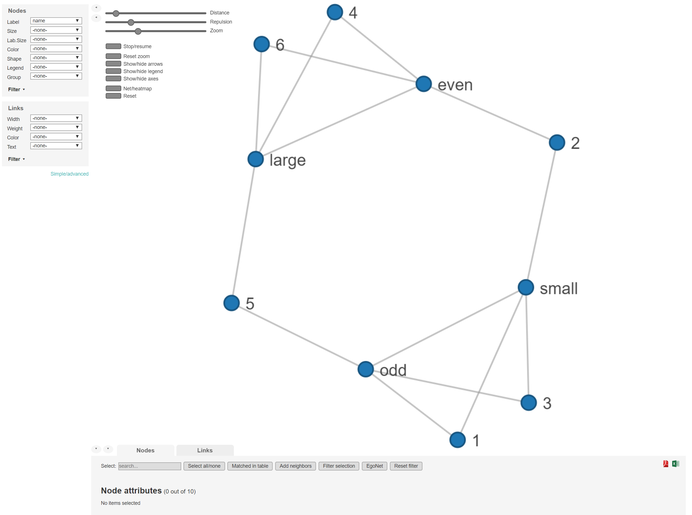 Nodes
Label name
Size -none-
Lab.Size -none-
Color -none-
Shape -none-
Legend -none-
Group -none-
Filter
Links
Width -none-
Weight -none-
Color -none-
Text -none-
Filter
Simple/advanced
Distance
Repulsion
Zoom
Stop/resume
Reset zoom
Show/hide arrows
Show/hide legend
Show/hide axes
Net/heatmap
Reset
4
6
even
2
large
small
5
odd
3
1
Nodes Links
Select: search... Select all/none Matched in table Add neighbors Filter selection EgoNet Reset filter
Node attributes (0 out of 10)
No items selected